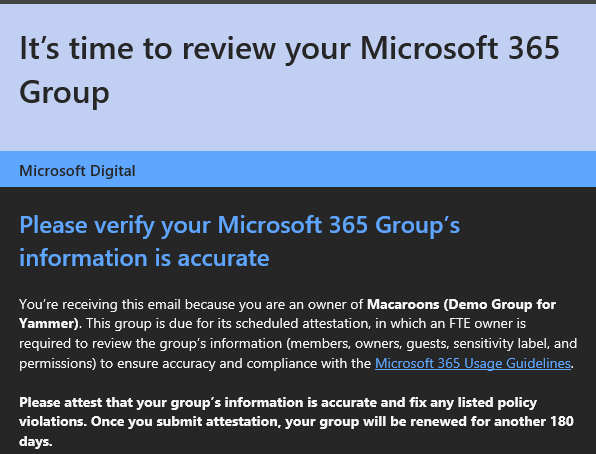 It’s time to review your Microsoft 365
Group
Microsoft Digital
Please verify your Microsoft 365 Group’s
information is accurate
You’re receiving this email because you are an owner of Macaroons (Demo Group for
Yammer). This group is due for its scheduled attestation, in which an FTE owner is
required to review the group’s information (members, owners, guests, sensitivity label, and
permissions) to ensure accuracy and compliance with the Microsoft 365 Usage Guidelines.
Please attest that your group’s information is accurate and fix any listed policy
violations. Once you submit attestation, your group will be renewed for another 180
days.